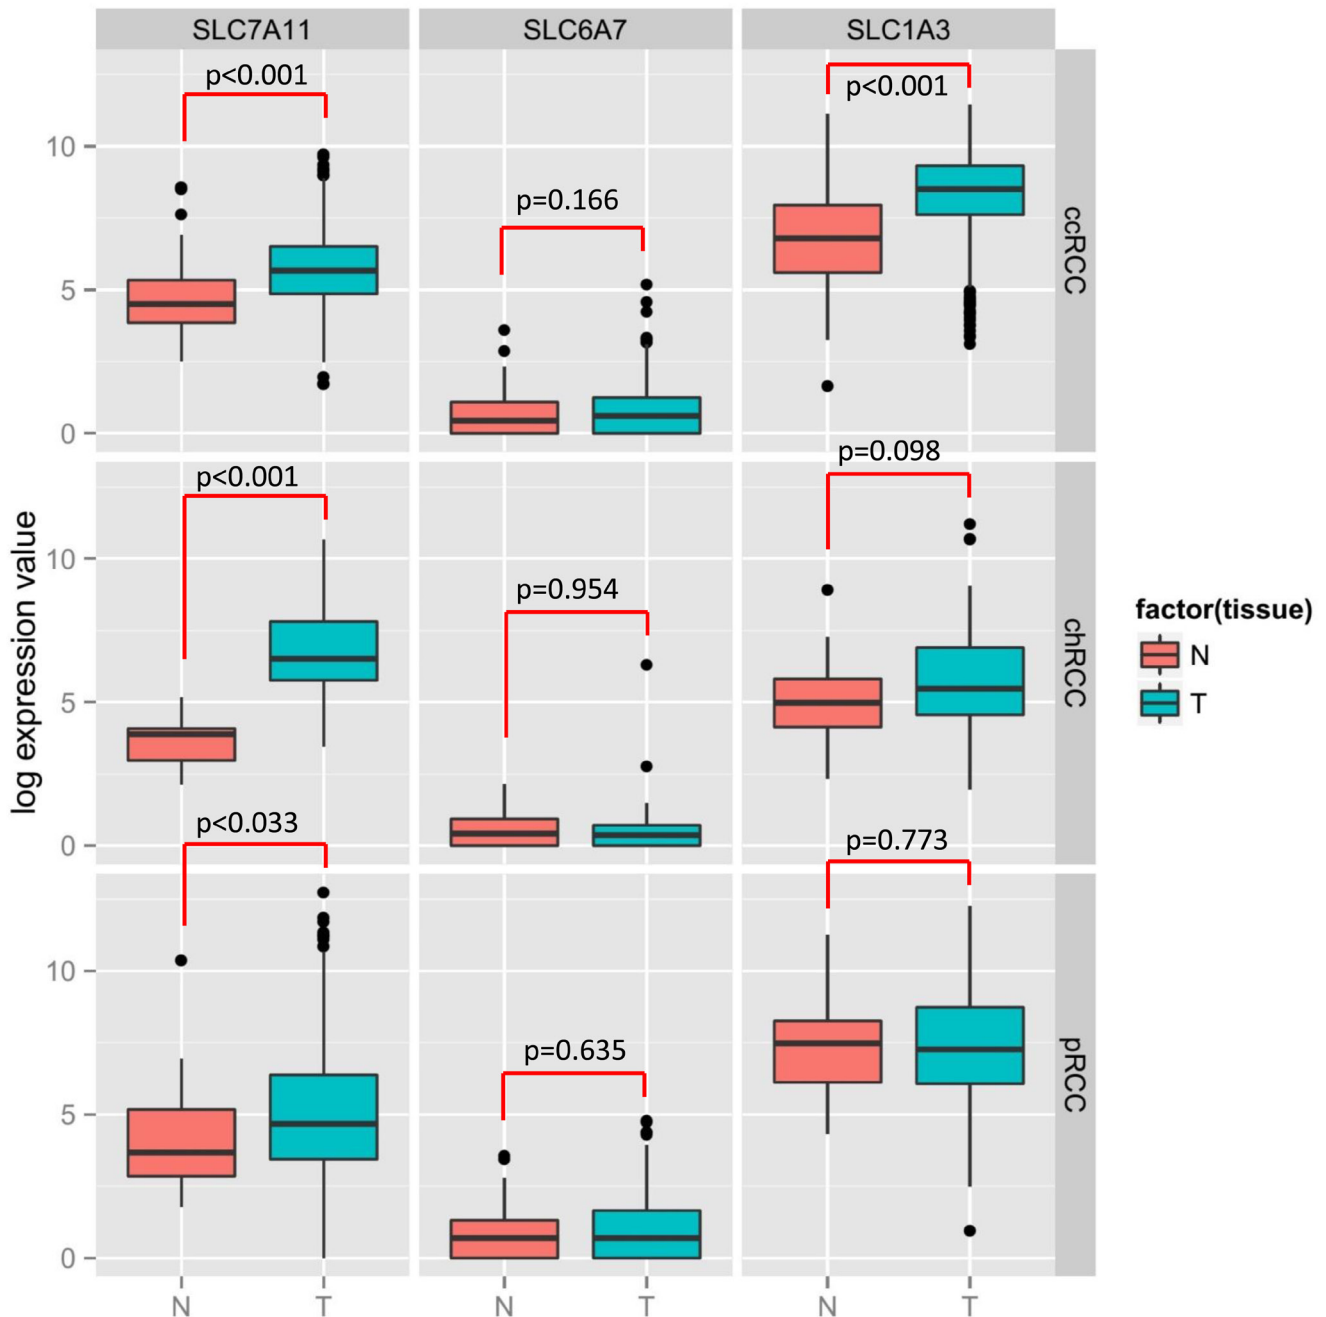 SLC7A11 SLC6A7 SLC1A3
p<0.001 p=0.166 p<0.001
10
5
0
ccRCC
p<0.001 p=0.954 p=0.098
10
5
0
chRCC
p<0.033 p=0.635 p=0.773
10
5
0
pRCC
N T N T N T
log expression value
factor(tissue)
N
T